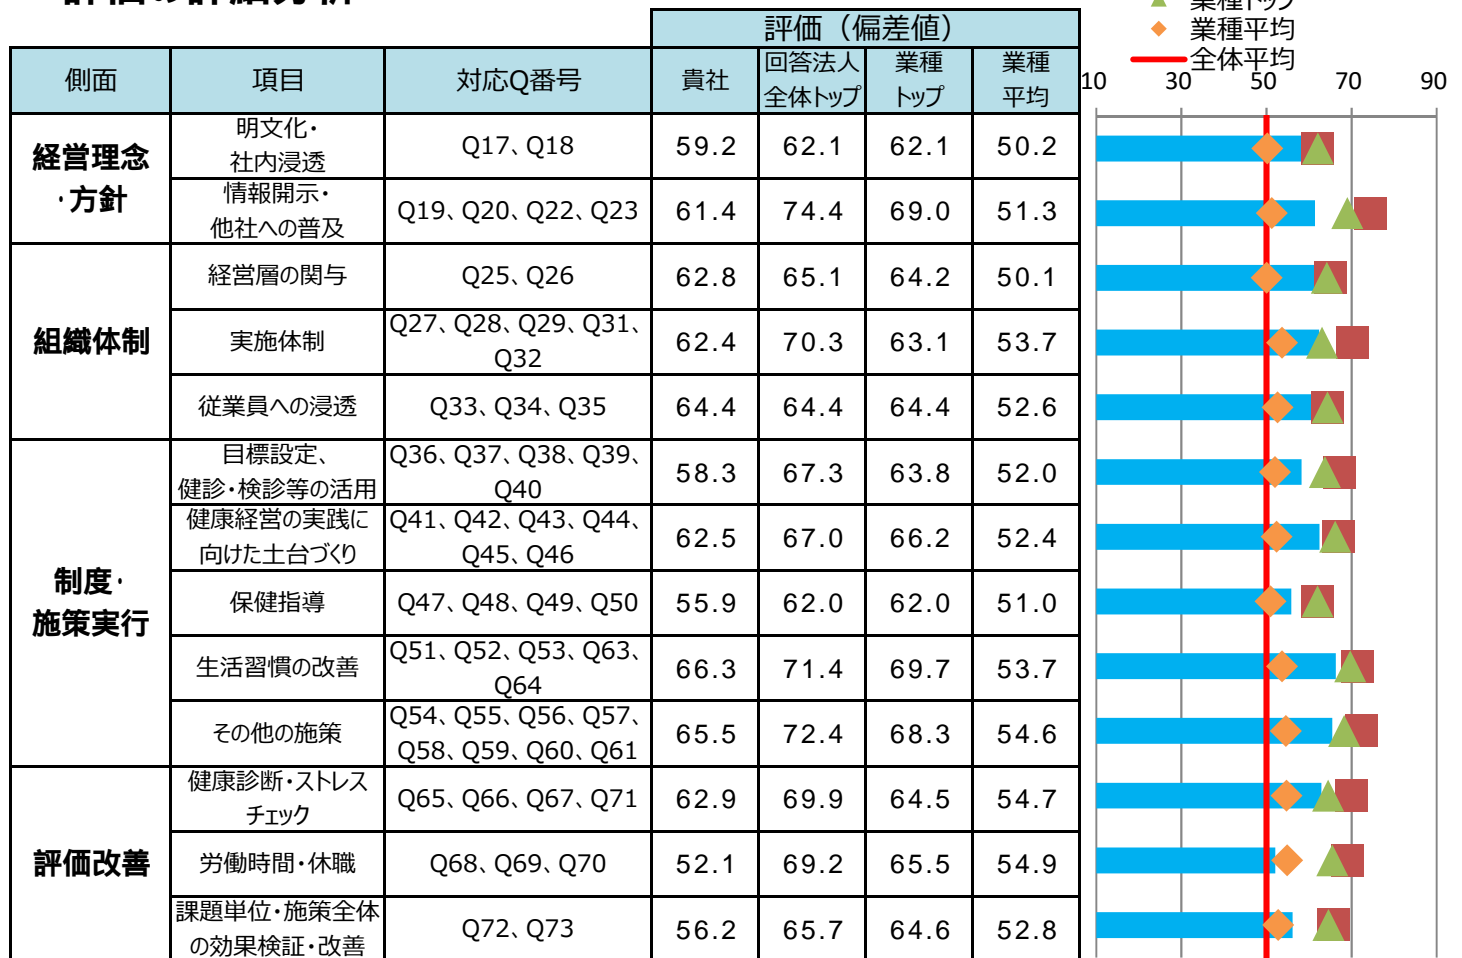 評価の詳細分析
業種トップ
業種平均
全体平均
評価（偏差値）
側面 項目 対応Q番号 貴社 回答法人 全体トップ 業種 トップ 業種 平均
10 30 50 70 90
経営理念
・方針
明文化・
社内浸透
Q17、Q18 59.2 62.1 62.1 50.2
情報開示・
他社への普及
Q19、Q20、Q22、Q23 61.4 74.4 69.0 51.3
組織体制
経営層の関与 Q25、Q26 62.8 65.1 64.2 50.1
実施体制
Q27、Q28、Q29、Q31、
Q32
62.4 70.3 63.1 53.7
従業員への浸透 Q33、Q34、Q35 64.4 64.4 64.4 52.6
制度・
施策実行
目標設定、
健診・検診等の活用
Q36、Q37、Q38、Q39、
Q40
58.3 67.3 63.8 52.0
健康経営の実践に
向けた土台づくり
Q41、Q42、Q43、Q44、
Q45、Q46
62.5 67.0 66.2 52.4
保健指導 Q47、Q48、Q49、Q50 55.9 62.0 62.0 51.0
生活習慣の改善
Q51、Q52、Q53、Q63、
Q64
66.3 71.4 69.7 53.7
その他の施策
Q54、Q55、Q56、Q57、
Q58、Q59、Q60、Q61
65.5 72.4 68.3 54.6
評価改善
健康診断・ストレス
チェック
Q65、Q66、Q67、Q71 62.9 69.9 64.5 54.7
労働時間・休職 Q68、Q69、Q70 52.1 69.2 65.5 54.9
課題単位・施策全体
の効果検証・改善
Q72、Q73 56.2 65.7 64.6 52.8